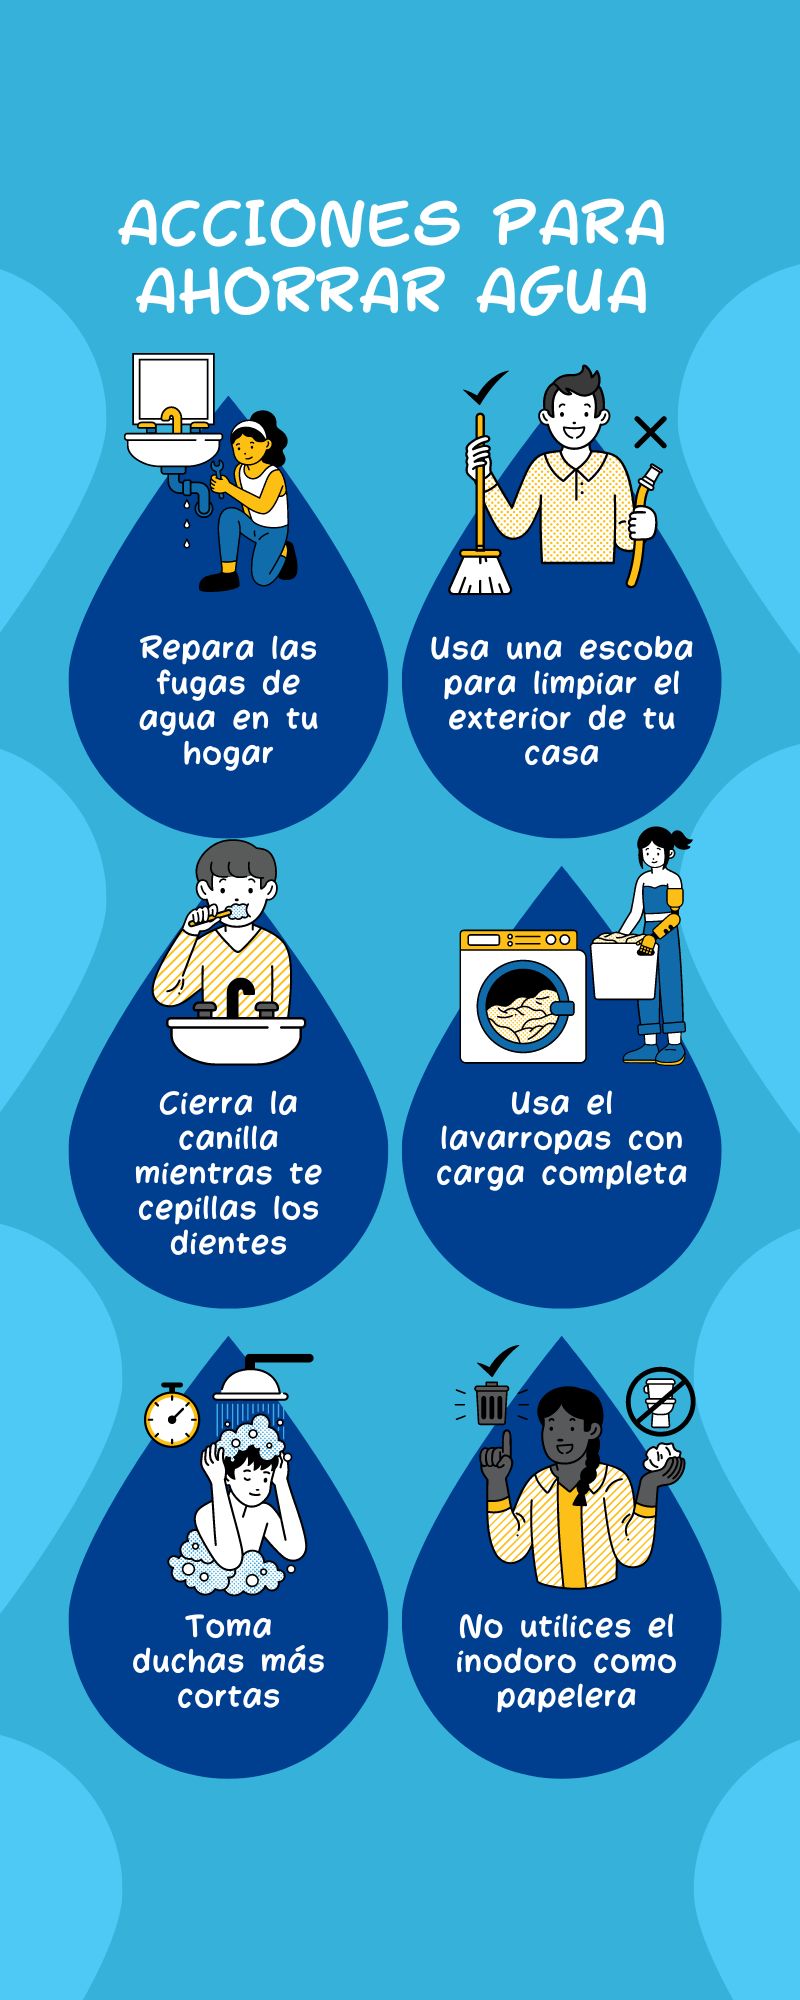 ACCIONES PARA
AHORRAR AGUA
Repara las
fugas de
agua en tu
hogar
Usa una escoba
para limpiar el
exterior de tu
casa
Cierra la
canilla
mientras te
cepillas los
dientes
Usa el
lavarropas con
carga completa
Toma
duchas más
cortas
No utilices el
inodoro como
papelera